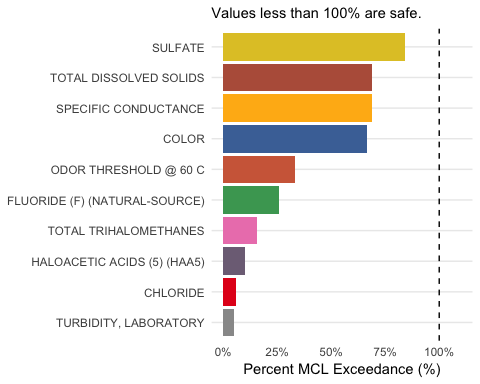 Values less than 100% are safe.
SULFATE
TOTAL DISSOLVED SOLIDS
SPECIFIC CONDUCTANCE
COLOR
ODOR THRESHOLD @ 60 C
FLUORIDE (F) (NATURAL-SOURCE)
TOTAL TRIHALOMETHANES
HALOACETIC ACIDS (5) (HAA5)
CHLORIDE
TURBIDITY, LABORATORY
0% 25% 50% 75% 100%
Percent MCL Exceedance (%)